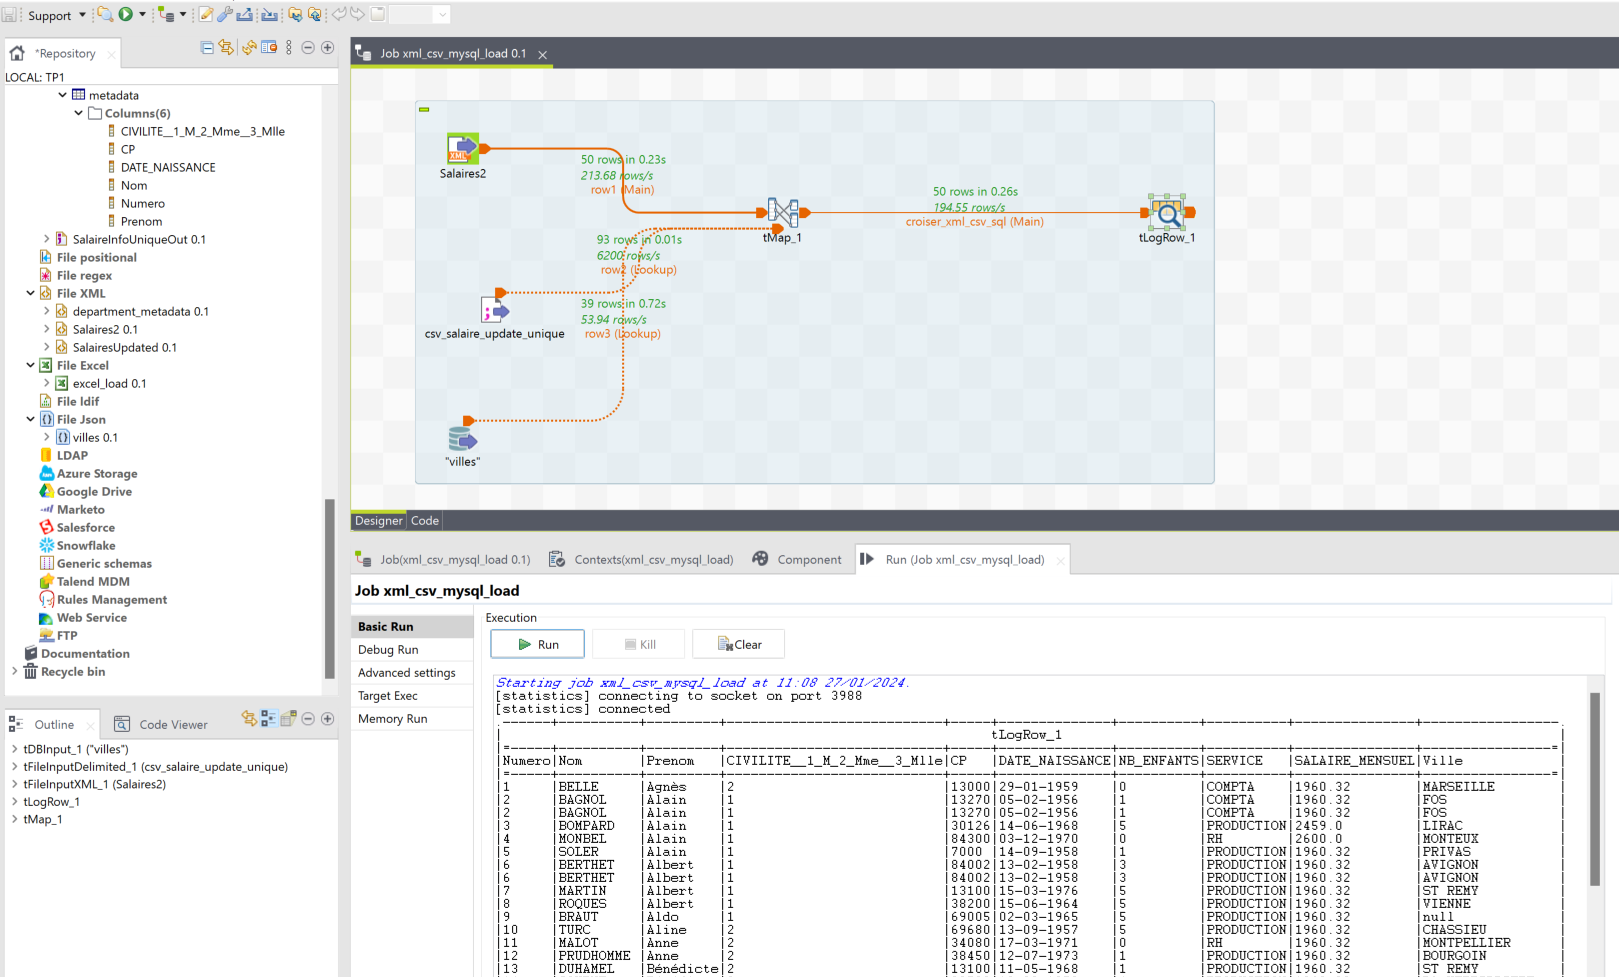 Support
*Repository
LOCAL: TP1
metadata
Columns(6)
CIVILITE__1_M_2_Mme__3_Mlle
CP
DATE_NAISSANCE
Nom
Numero
Prenom
SalaireInfoUniqueOut 0.1
File positional
File regex
File XML
department_metadata 0.1
Salaires2 0.1
SalairesUpdated 0.1
File Excel
excel_load 0.1
File ldif
File Json
villes 0.1
LDAP
Azure Storage
Google Drive
Marketo
Salesforce
Snowflake
Generic schemas
Talend MDM
Rules Management
Web Service
FTP
Documentation
Recycle bin
Outline
Code Viewer
tDBInput_1 ("villes")
tFileInputDelimited_1 (csv_salaire_update_unique)
tFileInputXML_1 (Salaires2)
tLogRow_1
tMap_1
Job xml_csv_mysql_load 0.1
XML
Salaires2
50 rows in 0.23s
213.68 rows/s
row1 (Main)
tMap_1
50 rows in 0.26s
194.55 rows/s
croiser_xml_csv_sql (Main)
tLogRow_1
93 rows in 0.01s
6200 rows/s
row2 (Lookup)
csv_salaire_update_unique
39 rows in 0.72s
53.94 rows/s
row3 (Lookup)
"villes"
Designer Code
Job(xml_csv_mysql_load 0.1) Contexts(xml_csv_mysql_load) Component Run (Job xml_csv_mysql_load)
Job xml_csv_mysql_load
Basic Run
Debug Run
Advanced settings
Target Exec
Memory Run
Execution
Run Kill Clear
Starting job xml_csv_mysql_load at 11:08 27/01/2024.
[statistics] connecting to socket on port 3988
[statistics] connected
tLogRow_1
|Numero|Nom |Prenom |CIVILITE__1_M_2_Mme__3_Mlle|CP |DATE_NAISSANCE|NB_ENFANTS|SERVICE |SALAIRE_MENSUEL|Ville |
|1 |BELLE |Agnès |2 |13000|29-01-1959 |0 |COMPTA |1960.32 |MARSEILLE |
|2 |BAGNOL |Alain |1 |13270|05-02-1956 |1 |COMPTA |1960.32 |FOS |
|2 |BAGNOL |Alain |1 |13270|05-02-1956 |1 |COMPTA |1960.32 |FOS |
|3 |BOMPARD |Alain |1 |30126|14-06-1968 |5 |PRODUCTION|2459.0 |LIRAC |
|4 |MONBEL |Alain |1 |84300|03-12-1970 |0 |RH |2600.0 |MONTEUX |
|5 |SOLER |Alain |1 |7000 |14-09-1958 |1 |PRODUCTION|1960.32 |PRIVAS |
|6 |BERTHET |Albert |1 |84002|13-02-1958 |3 |PRODUCTION|1960.32 |AVIGNON |
|6 |BERTHET |Albert |1 |84002|13-02-1958 |3 |PRODUCTION|1960.32 |AVIGNON |
|7 |MARTIN |Albert |1 |13100|15-03-1976 |5 |PRODUCTION|1960.32 |ST REMY |
|8 |ROQUES |Albert |1 |38200|15-06-1964 |5 |PRODUCTION|1960.32 |VIENNE |
|9 |BRAUT |Aldo |1 |69005|02-03-1965 |5 |PRODUCTION|1960.32 |null |
|10 |TURC |Aline |2 |69680|13-09-1957 |5 |PRODUCTION|1960.32 |CHASSIEU |
|11 |MALOT |Anne |2 |34080|17-03-1971 |0 |RH |1960.32 |MONTPELLIER |
|12 |PRUDHOMME |Anne |2 |38450|12-07-1973 |1 |PRODUCTION|1960.32 |BOURGOIN |
|13 |DUHAMEL |Bénédicte|2 |13100|11-05-1968 |1 |PRODUCTION|1960.32 |ST REMY |